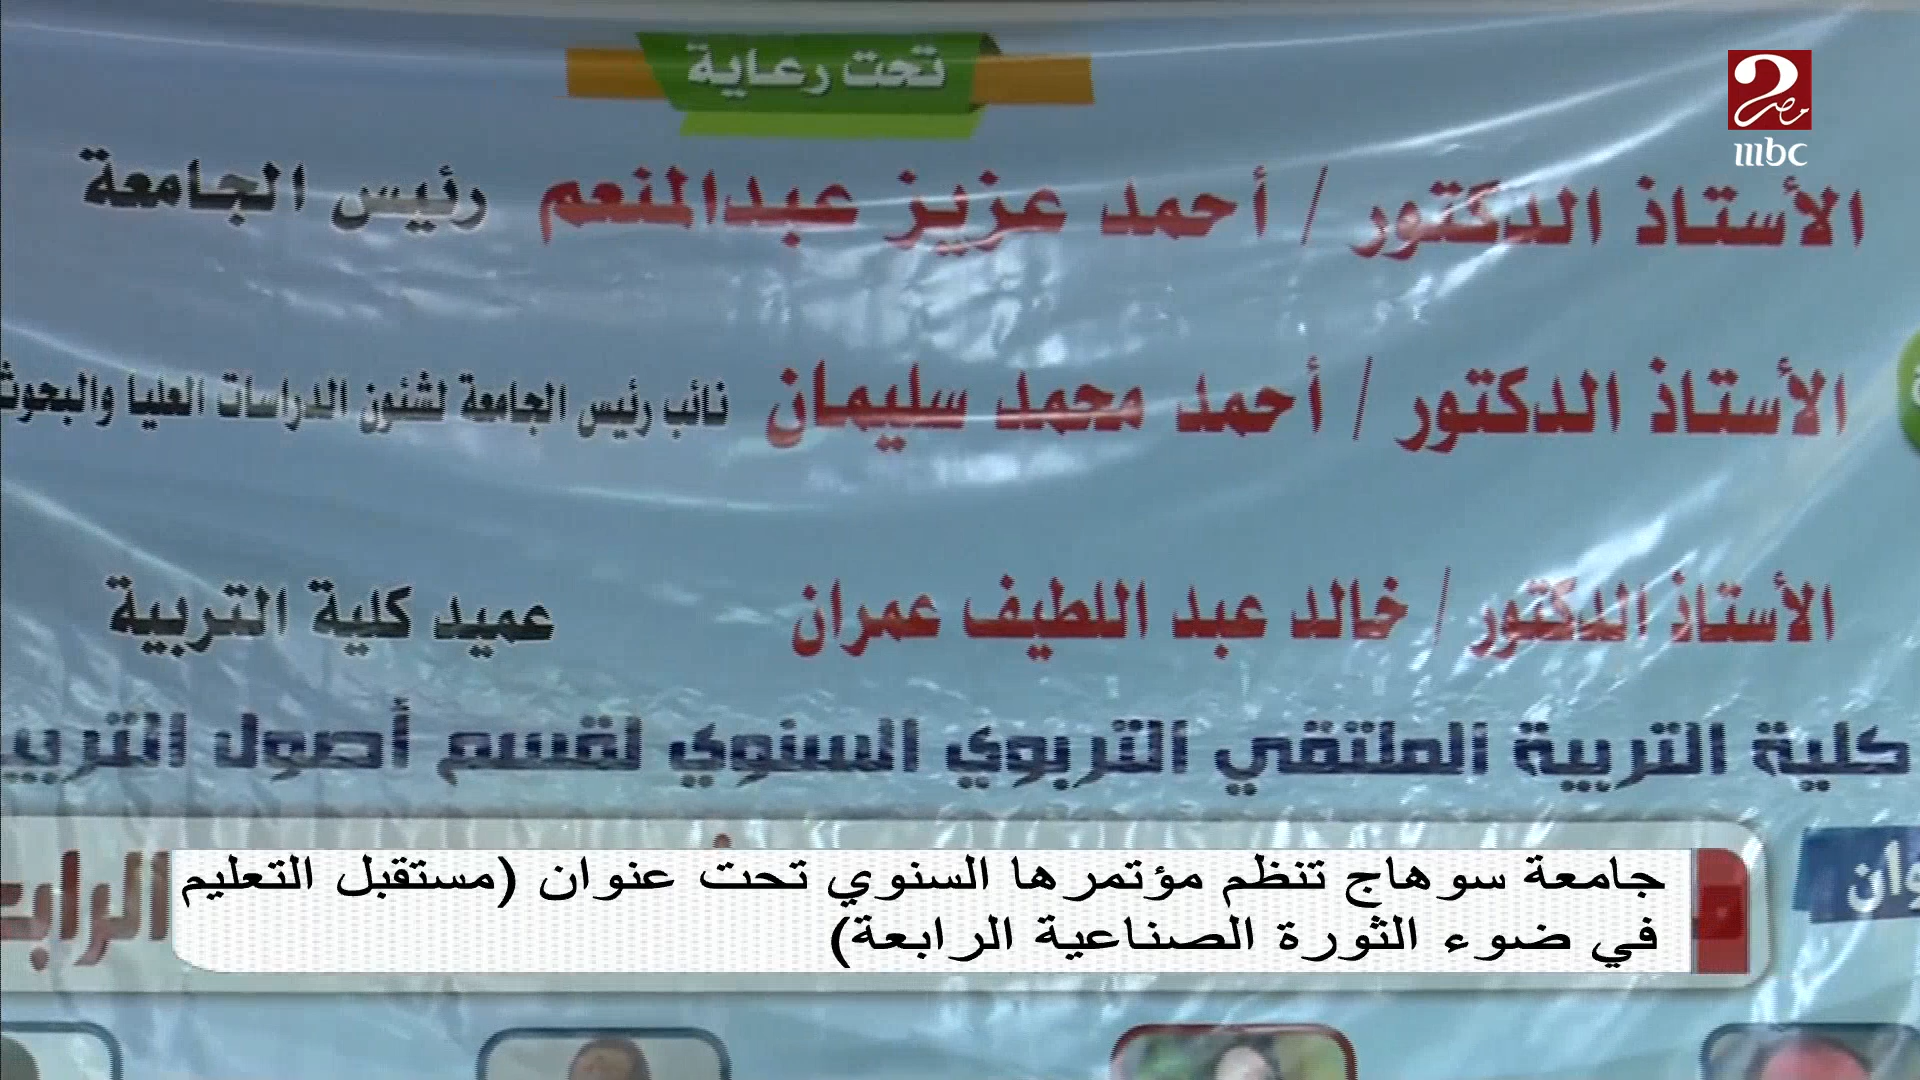 تحت رعاية
مصر
mbc
الأستاذ الدكتور / أحمد عزيز عبدالمنعم رئيس الجامعة
الأستاذ الدكتور / أحمد محمد سليمان نائب رئيس الجامعة لشئون الدراسات العليا والبحوث
الأستاذ الدكتور / خالد عبد اللطيف عمران عميد كلية التربية
كلية التربية الملتقي التربوي السنوي لقسم أصول التربي
جامعة سوهاج تنظم مؤتمرها السنوي تحت عنوان (مستقبل التعليم
في ضوء الثورة الصناعية الرابعة)